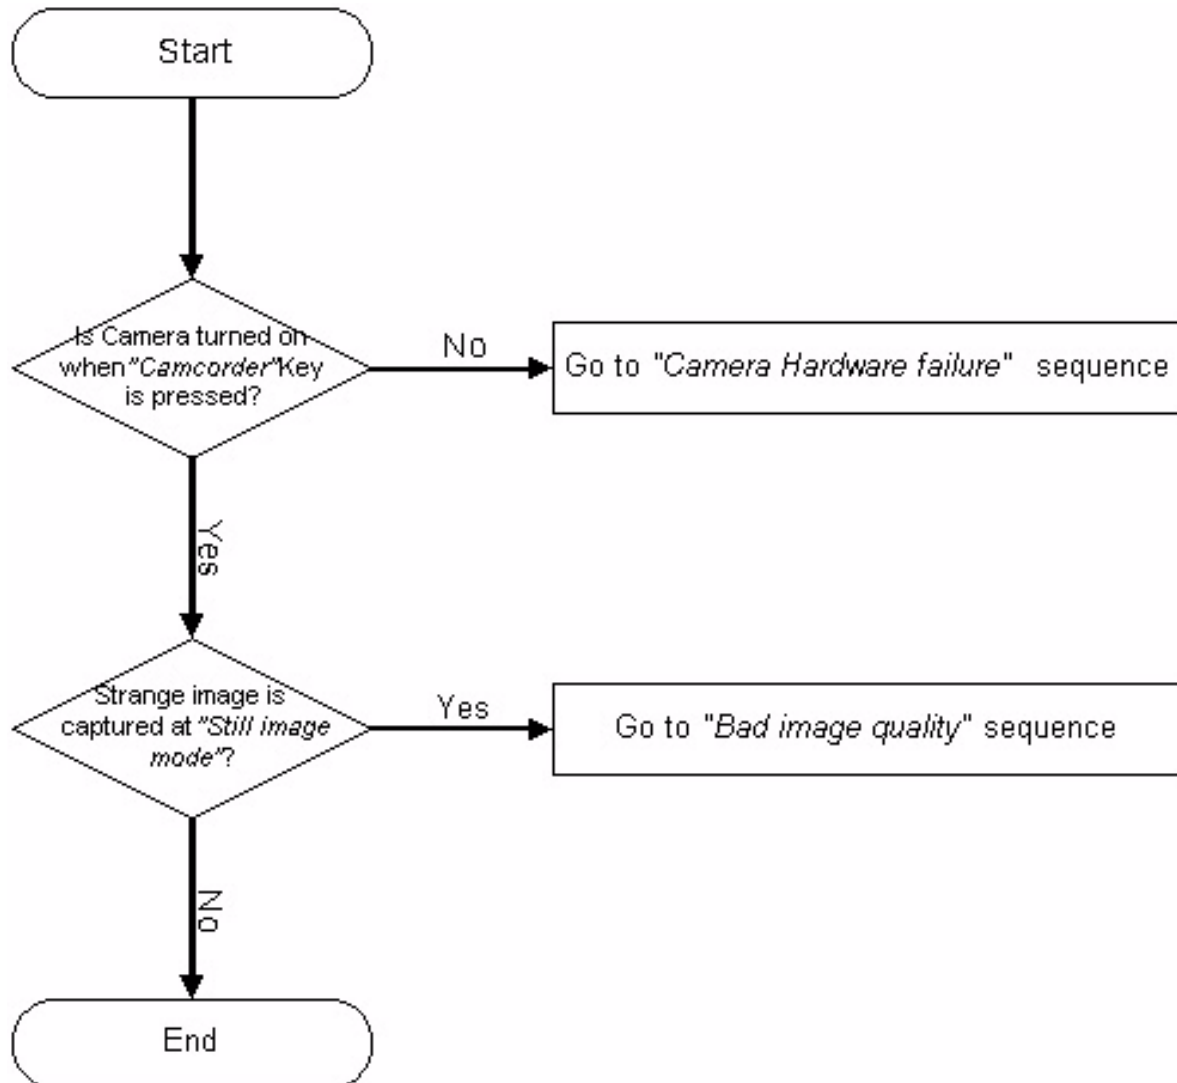 Start
Is Camera turned on
when "Camcorder"Key
is pressed?
No
Go to "Camera Hardware failure" sequence
Yes
Strange image is
captured at "Still image
mode"?
Yes
Go to "Bad image quality" sequence
No
End